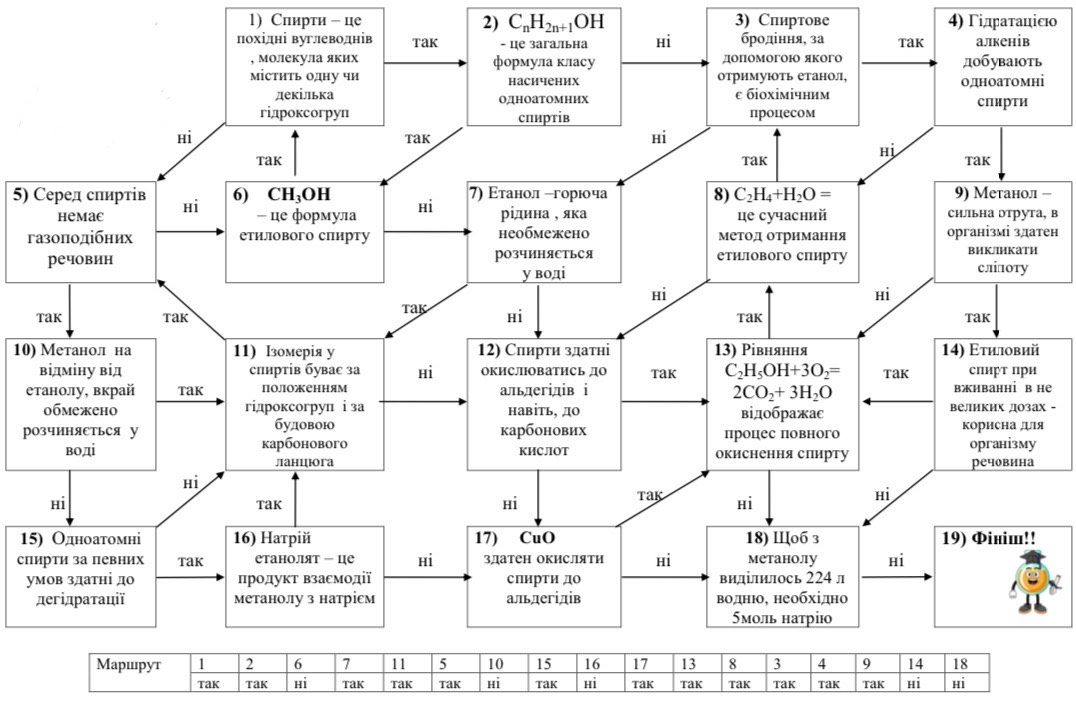 1) Спирти – це
похідні вуглеводнів
, молекула яких
містить одну чи
декілька
гідроксогруп
так
2) CnH2n+1OH
- це загальна
формула класу
насичених
одноатомних
спиртів
ні
3) Спиртове
бродіння, за
допомогою якого
отримують етанол,
є біохімічним
процесом
так
4) Гідратацією
алкенів
добувають
одноатомні
спирти
ні
так
так
ні
так
ні
так
5) Серед спиртів
немає
газоподібних
речовин
ні
6) CH3OH
– це формула
етилового спирту
ні
7) Етанол –горюча
рідина , яка
необмежено
розчиняється
у воді
8) C2H4+H2O =
це сучасний
метод отримання
етилового спирту
9) Метанол –
сильна отрута, в
організмі здатен
викликати
сліпоту
так
так
так
ні
ні
так
ні
так
10) Метанол на
відміну від
етанолу, вкрай
обмежено
розчиняється у
воді
так
11) Ізомерія у
спиртів буває за
положенням
гідроксогруп і за
будовою
карбонового
ланцюга
ні
12) Спирти здатні
окислюватись до
альдегідів і
навіть, до
карбонових
кислот
так
13) Рівняння
C2H5OH+3O2=
2CO2+ 3H2O
відображає
процес повного
окиснення спирту
так
14) Етиловий
спирт при
вживанні в не
великих дозах -
корисна для
організму
речовина
ні
ні
так
ні
так
ні
ні
15) Одноатомні
спирти за певних
умов здатні до
дегідратації
так
16) Натрій
етанолят – це
продукт взаємодії
метанолу з натрієм
ні
17) CuO
здатен окисляти
спирти до
альдегідів
ні
18) Щоб з
метанолу
виділилось 224 л
водню, необхідно
5моль натрію
ні
19) Фініш!!
Маршрут 1 2 6 7 11 5 10 15 16 17 13 8 3 4 9 14 18
так так ні так так так ні так ні так так так так так так ні ні